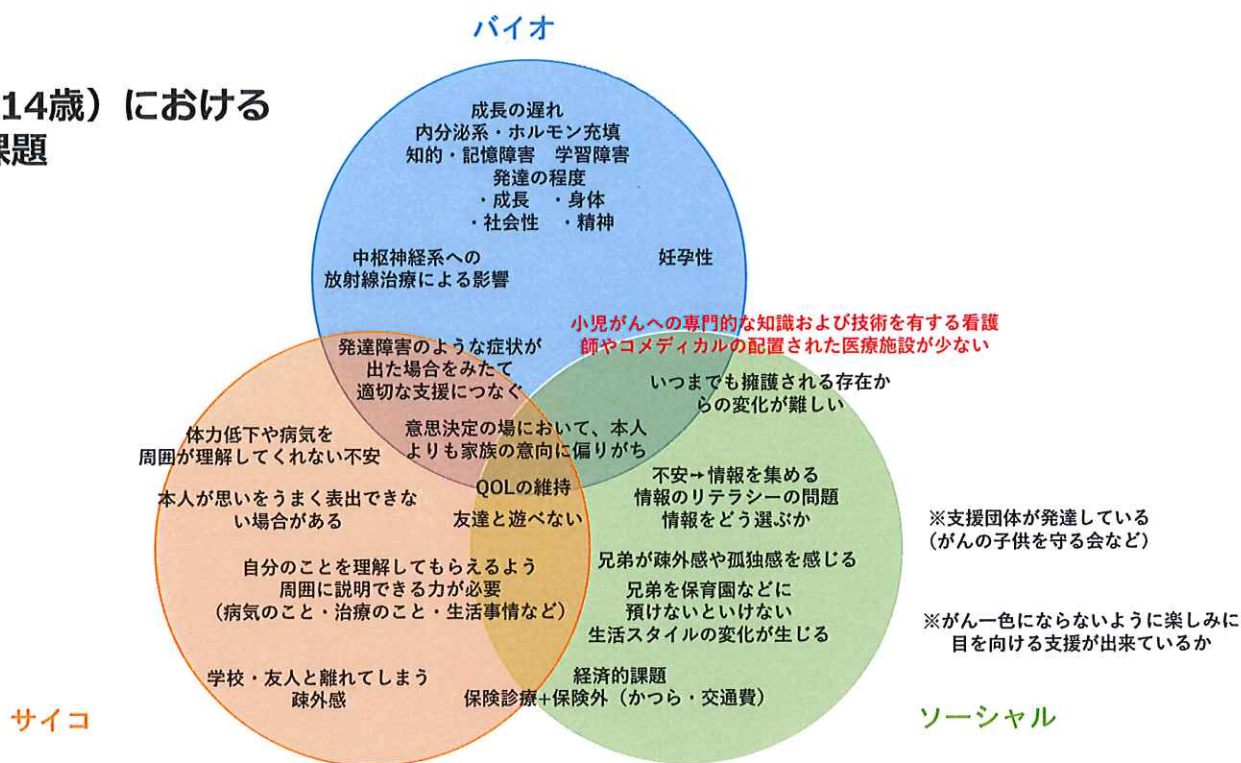 バイオ
14歳）における
課題
成長の遅れ
内分泌系・ホルモン充填
知的・記憶障害　学習障害
発達の程度
・成長　・身体
・社会性　・精神
中枢神経系への
放射線治療による影響
妊孕性
小児がんへの専門的な知識および技術を有する看護
師やコメディカルの配置された医療施設が少ない
発達障害のような症状が
出た場合をみたて
適切な支援につなぐ
いつまでも擁護される存在か
らの変化が難しい
意思決定の場において、本人
よりも家族の意向に偏りがち
体力低下や病気を
周囲が理解してくれない不安
QOLの維持
友達と遊べない
本人が思いをうまく表出できな
い場合がある
不安→情報を集める
情報のリテラシーの問題
情報をどう選ぶか
※支援団体が発達している
（がんの子供を守る会など）
自分のことを理解してもらえるよう
周囲に説明できる力が必要
（病気のこと・治療のこと・生活事情など）
兄弟が疎外感や孤独感を感じる
兄弟を保育園などに
預けないといけない
生活スタイルの変化が生じる
※がん一色にならないように楽しみに
目を向ける支援が出来ているか
学校・友人と離れてしまう
疎外感
経済的課題
保険診療+保険外（かつら・交通費）
サイコ
ソーシャル